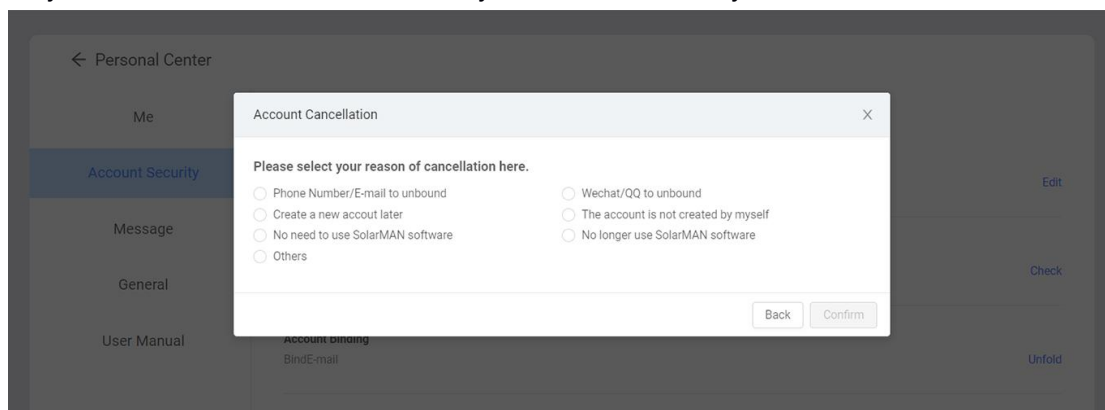 ← Personal Center
Me
Account Security
Message
General
User Manual
Account Cancellation X
Please select your reason of cancellation here.
Phone Number/E-mail to unbound
Wechat/QQ to unbound
Create a new accout later
The account is not created by myself
No need to use SolarMAN software
No longer use SolarMAN software
Others
Back
Confirm
Edit
Check
Account Binding
BindE-mail
Unfold